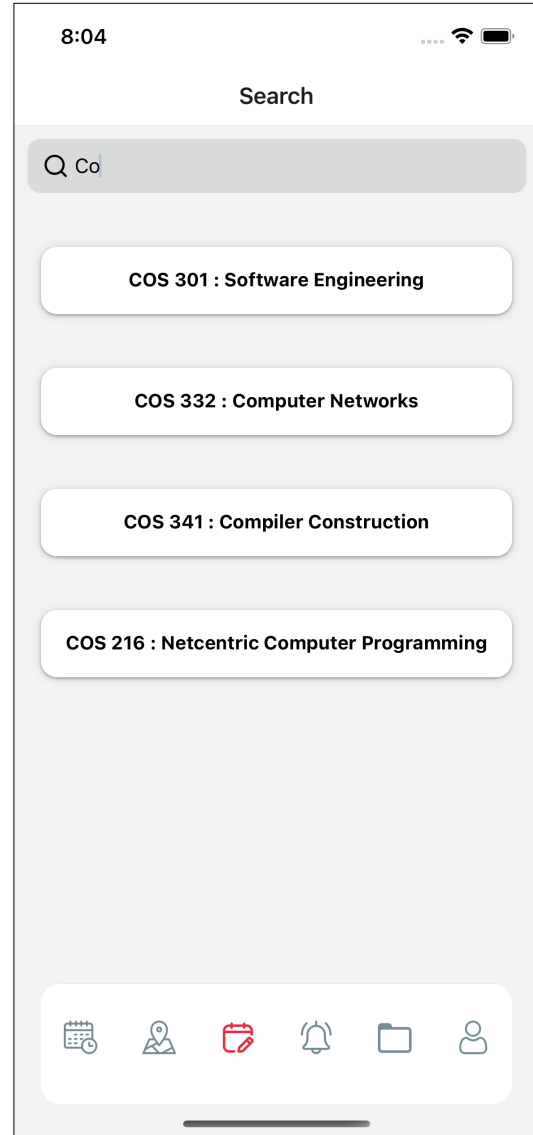 8:04
Search
Co
COS 301 : Software Engineering
COS 332 : Computer Networks
COS 341 : Compiler Construction
COS 216 : Netcentric Computer Programming